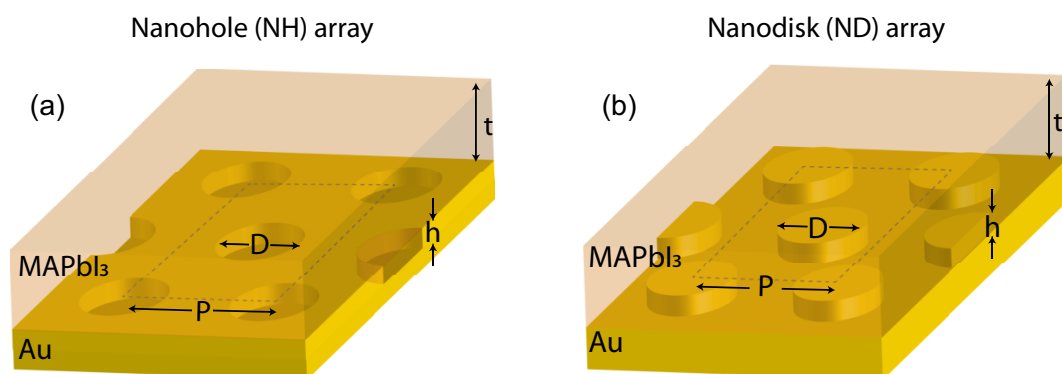 Nanohole (NH) array
Nanodisk (ND) array
(a)
t
D
h
MAPbI₃
P
Au
(b)
t
D
h
MAPbI₃
P
Au